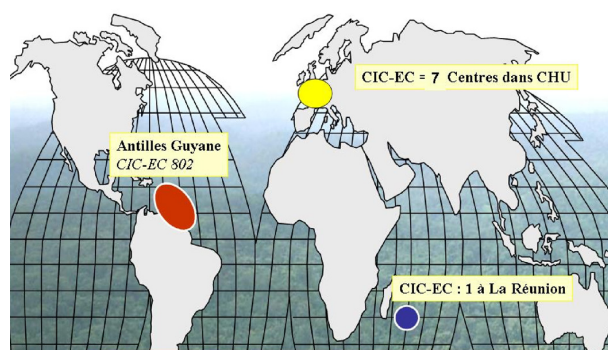 CIC-EC = 7 Centres dans CHU
Antilles Guyane
CIC-EC 802
CIC-EC : 1 à La Réunion